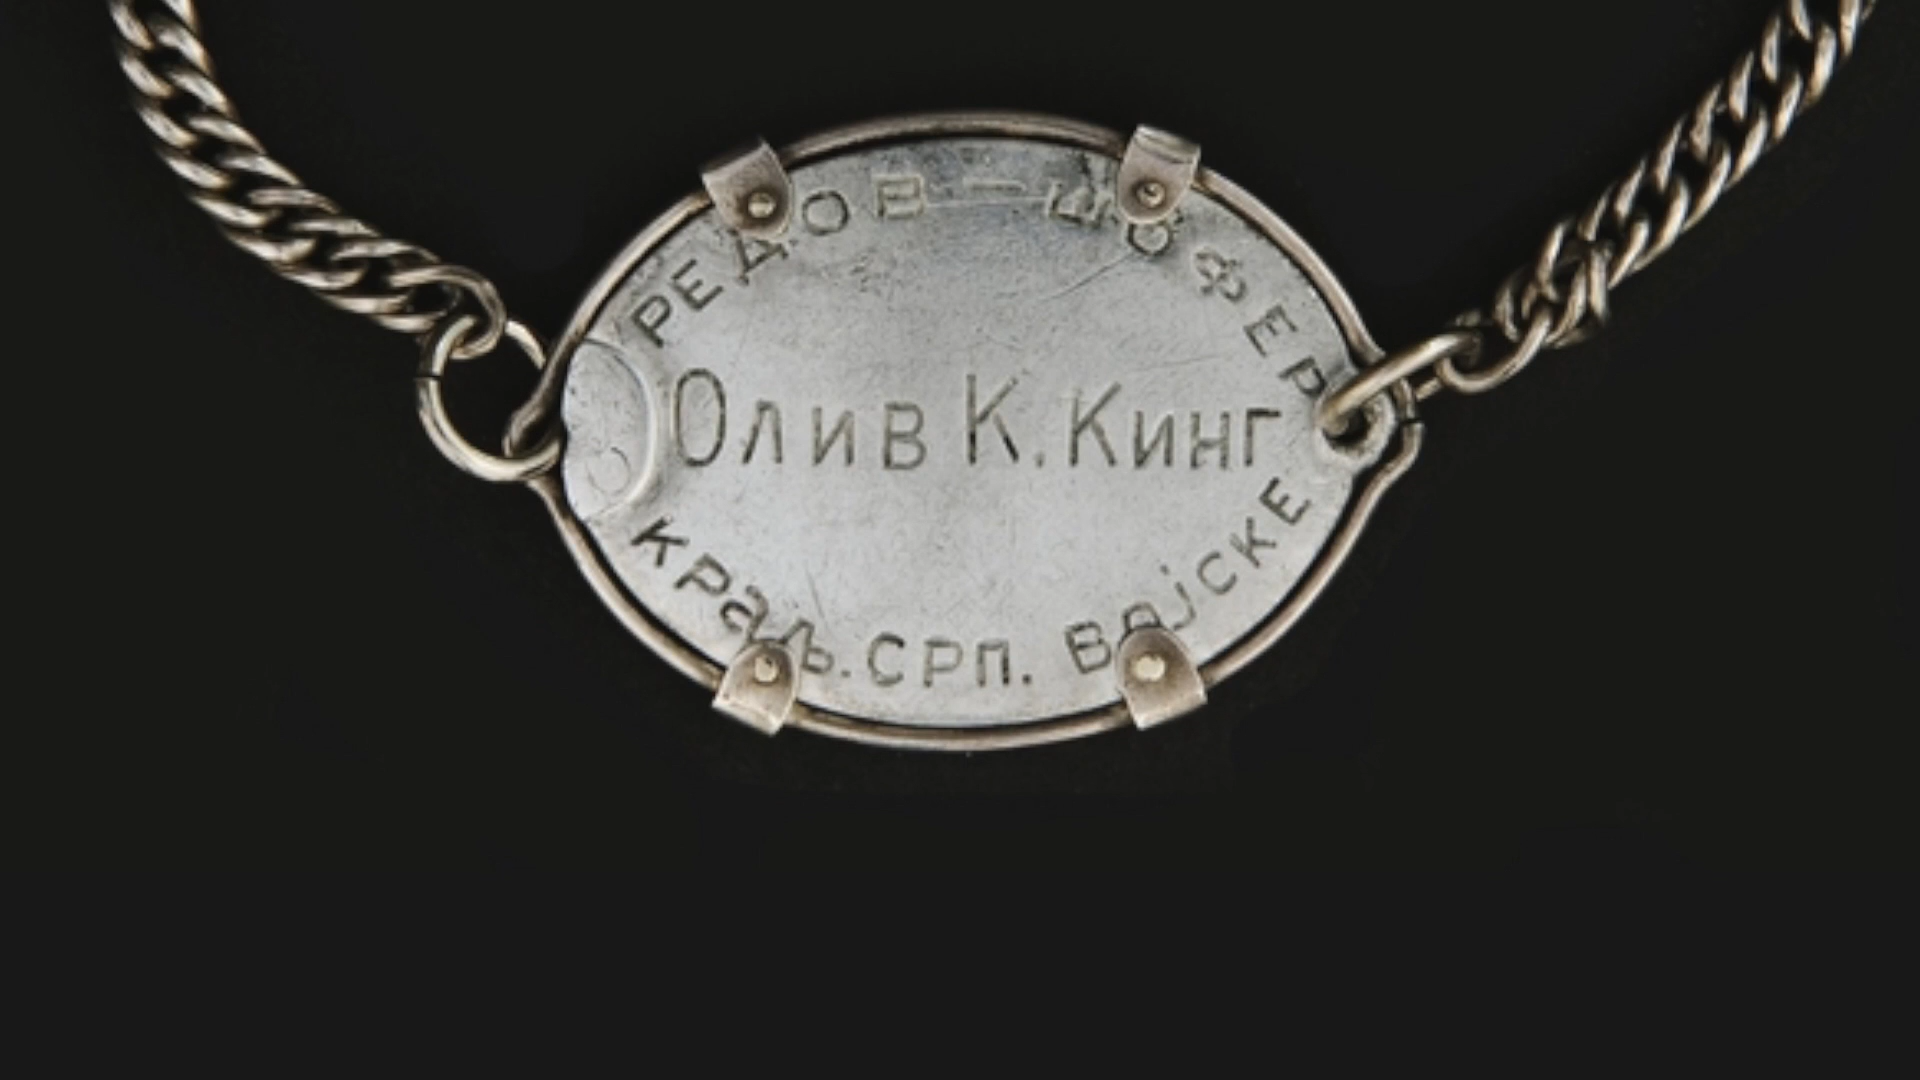 РЕДОВ — ШОФЕР
Олив К. Кинг
Краљ. СРП. Војске